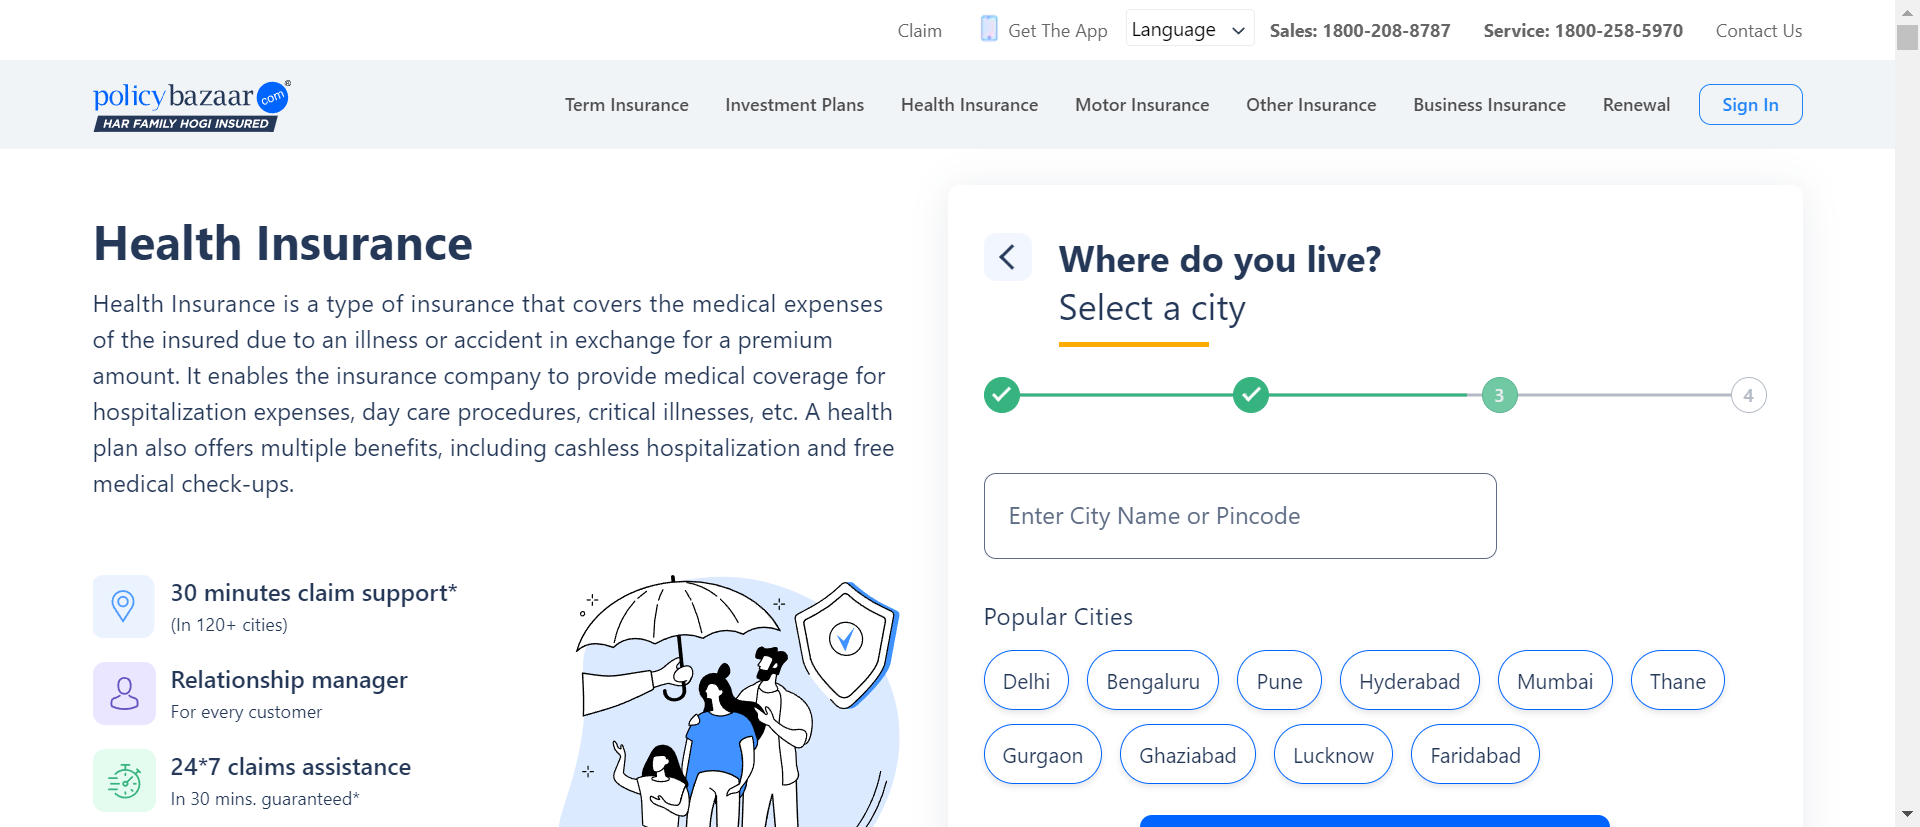 Claim
Get The App
Language
Sales: 1800-208-8787
Service: 1800-258-5970
Contact Us
policybazaar com ®
HAR FAMILY HOGI INSURED
Term Insurance
Investment Plans
Health Insurance
Motor Insurance
Other Insurance
Business Insurance
Renewal
Sign In
Health Insurance
Health Insurance is a type of insurance that covers the medical expenses
of the insured due to an illness or accident in exchange for a premium
amount. It enables the insurance company to provide medical coverage for
hospitalization expenses, day care procedures, critical illnesses, etc. A health
plan also offers multiple benefits, including cashless hospitalization and free
medical check-ups.
30 minutes claim support*
(In 120+ cities)
Relationship manager
For every customer
24*7 claims assistance
In 30 mins. guaranteed*
Where do you live?
Select a city
3
4
Enter City Name or Pincode
Popular Cities
Delhi
Bengaluru
Pune
Hyderabad
Mumbai
Thane
Gurgaon
Ghaziabad
Lucknow
Faridabad